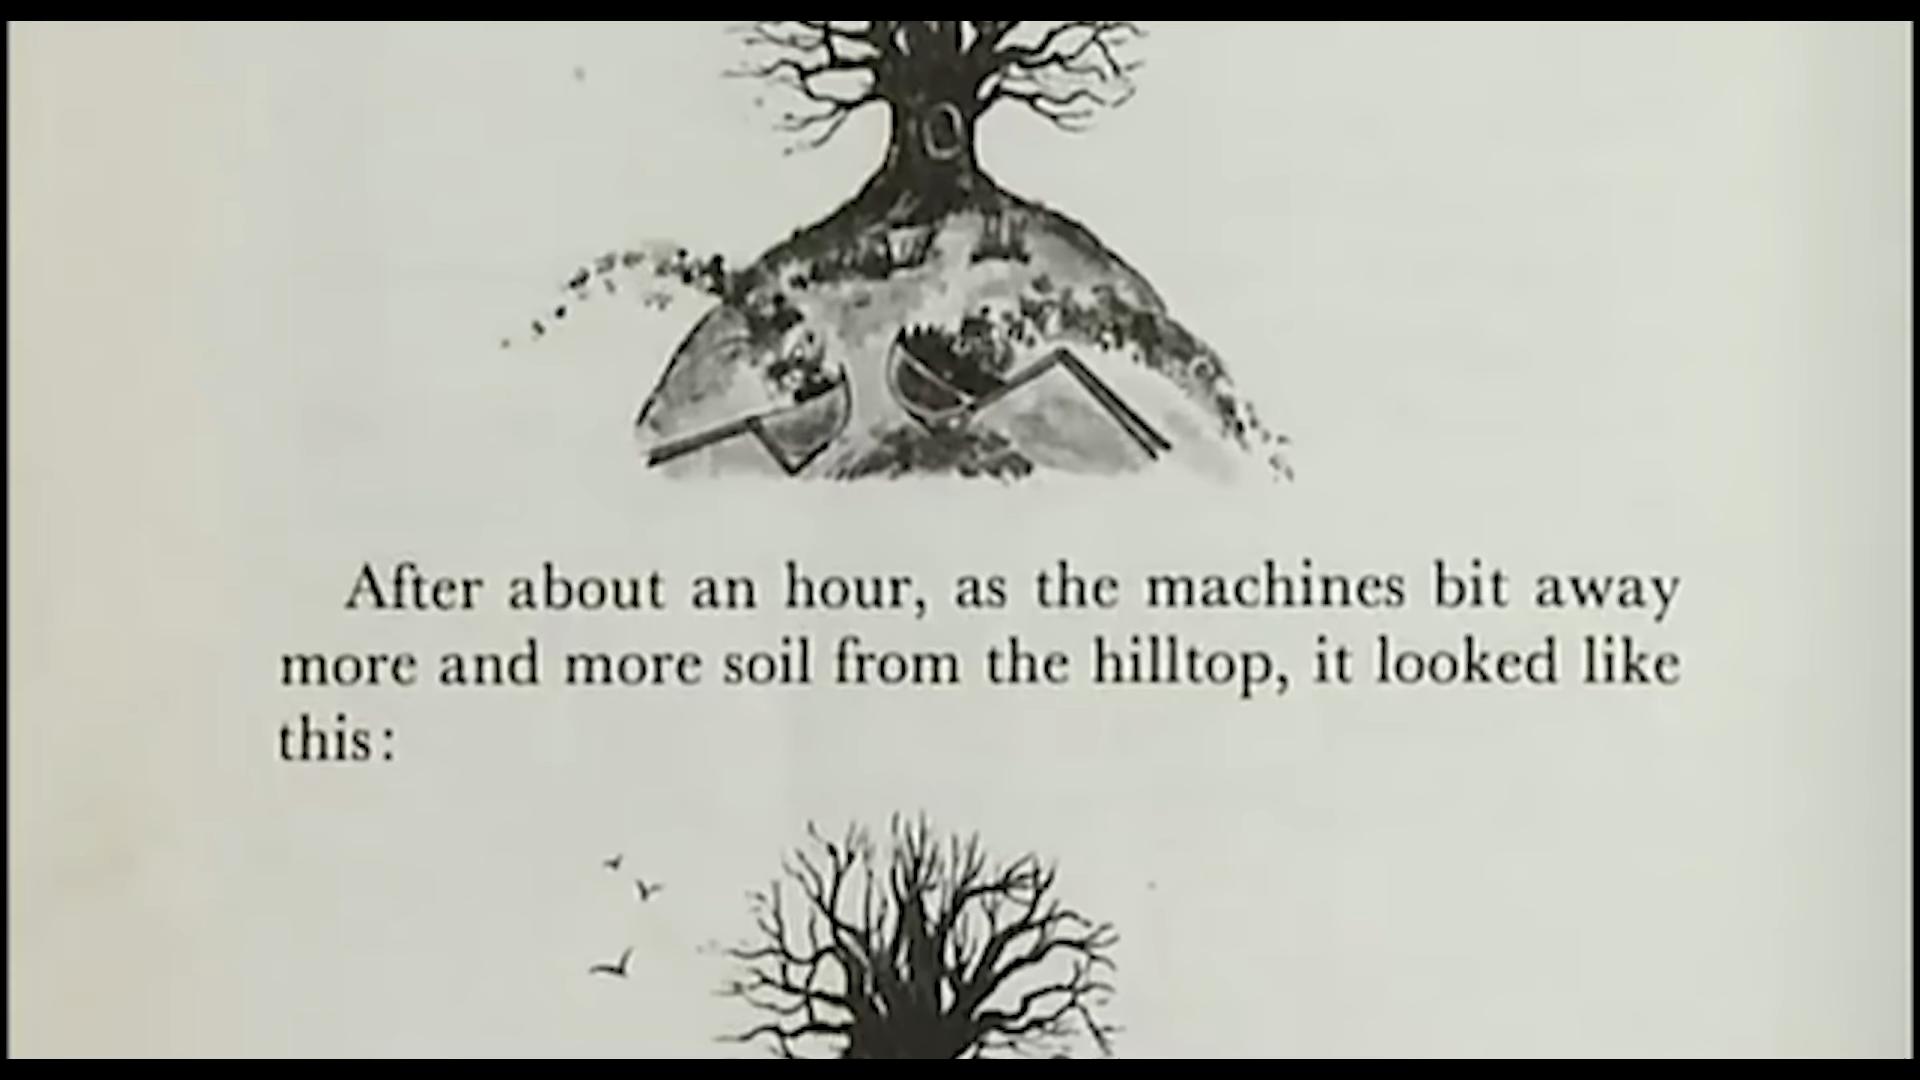 After about an hour, as the machines bit away
more and more soil from the hilltop, it looked like
this: